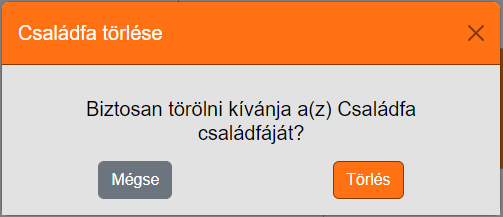 Családfa törlése
Biztosan törölni kívánja a(z) Családfa
családfáját?
Mégse
Törlés